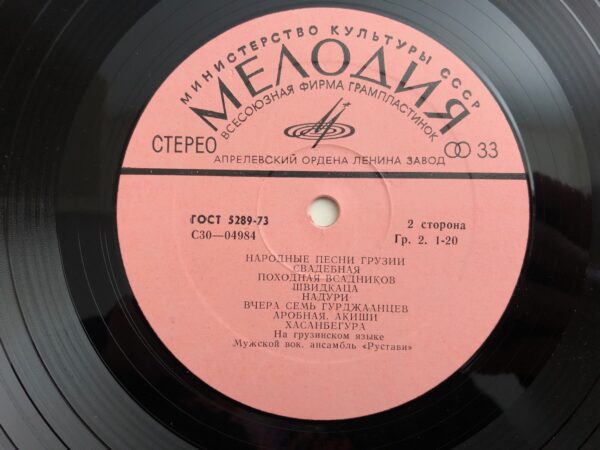 МИНИСТЕРСТВО КУЛЬТУРЫ СССР
МЕЛОДИЯ
ВСЕСОЮЗНАЯ ФИРМА ГРАМПЛАСТИНОК
СТЕРЕО
33
АПРЕЛЕВСКИЙ ОРДЕНА ЛЕНИНА ЗАВОД
ГОСТ 5289-73
С30—04984
2 сторона
Гр. 2. 1-20
НАРОДНЫЕ ПЕСНИ ГРУЗИИ
СВАДЕБНАЯ
ПОХОДНАЯ ВСАДНИКОВ
ШВИДКАЦА
НАДУРИ
ВЧЕРА СЕМЬ ГУРДЖААНЦЕВ
АРОБНАЯ. АКИШИ
ХАСАНБЕГУРА
На грузинском языке
Мужской вок. ансамбль «Рустави»